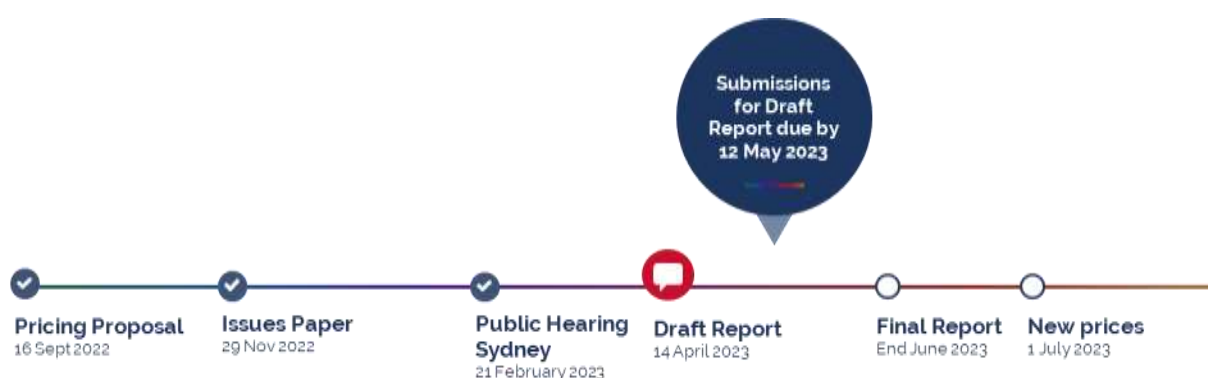 Submissions
for Draft
Report due by
12 May 2023
Pricing Proposal
16 Sept 2022
Issues Paper
29 Nov 2022
Public Hearing
Sydney
21 February 2023
Draft Report
14 April 2023
Final Report
End June 2023
New prices
1 July 2023